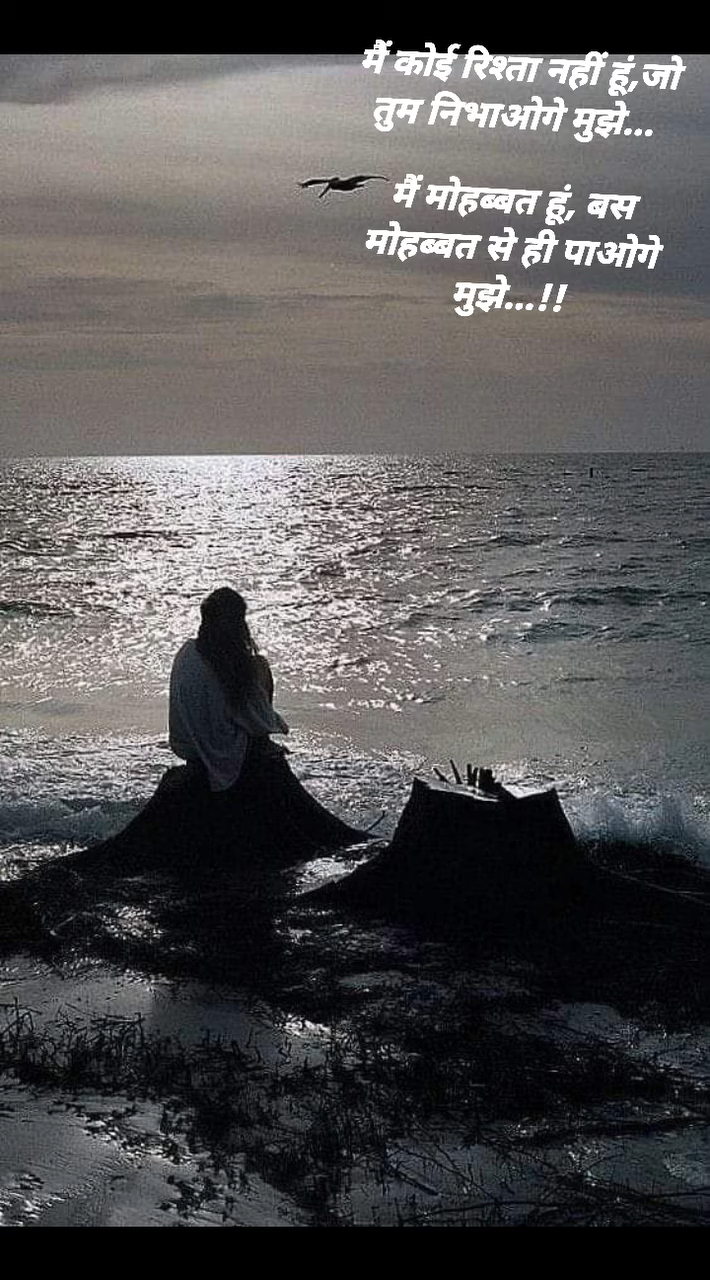 मैं कोई रिश्ता नहीं हूं,जो
तुम निभाओगे मुझे...
मैं मोहब्बत हूं, बस
मोहब्बत से ही पाओगे
मुझे...!!